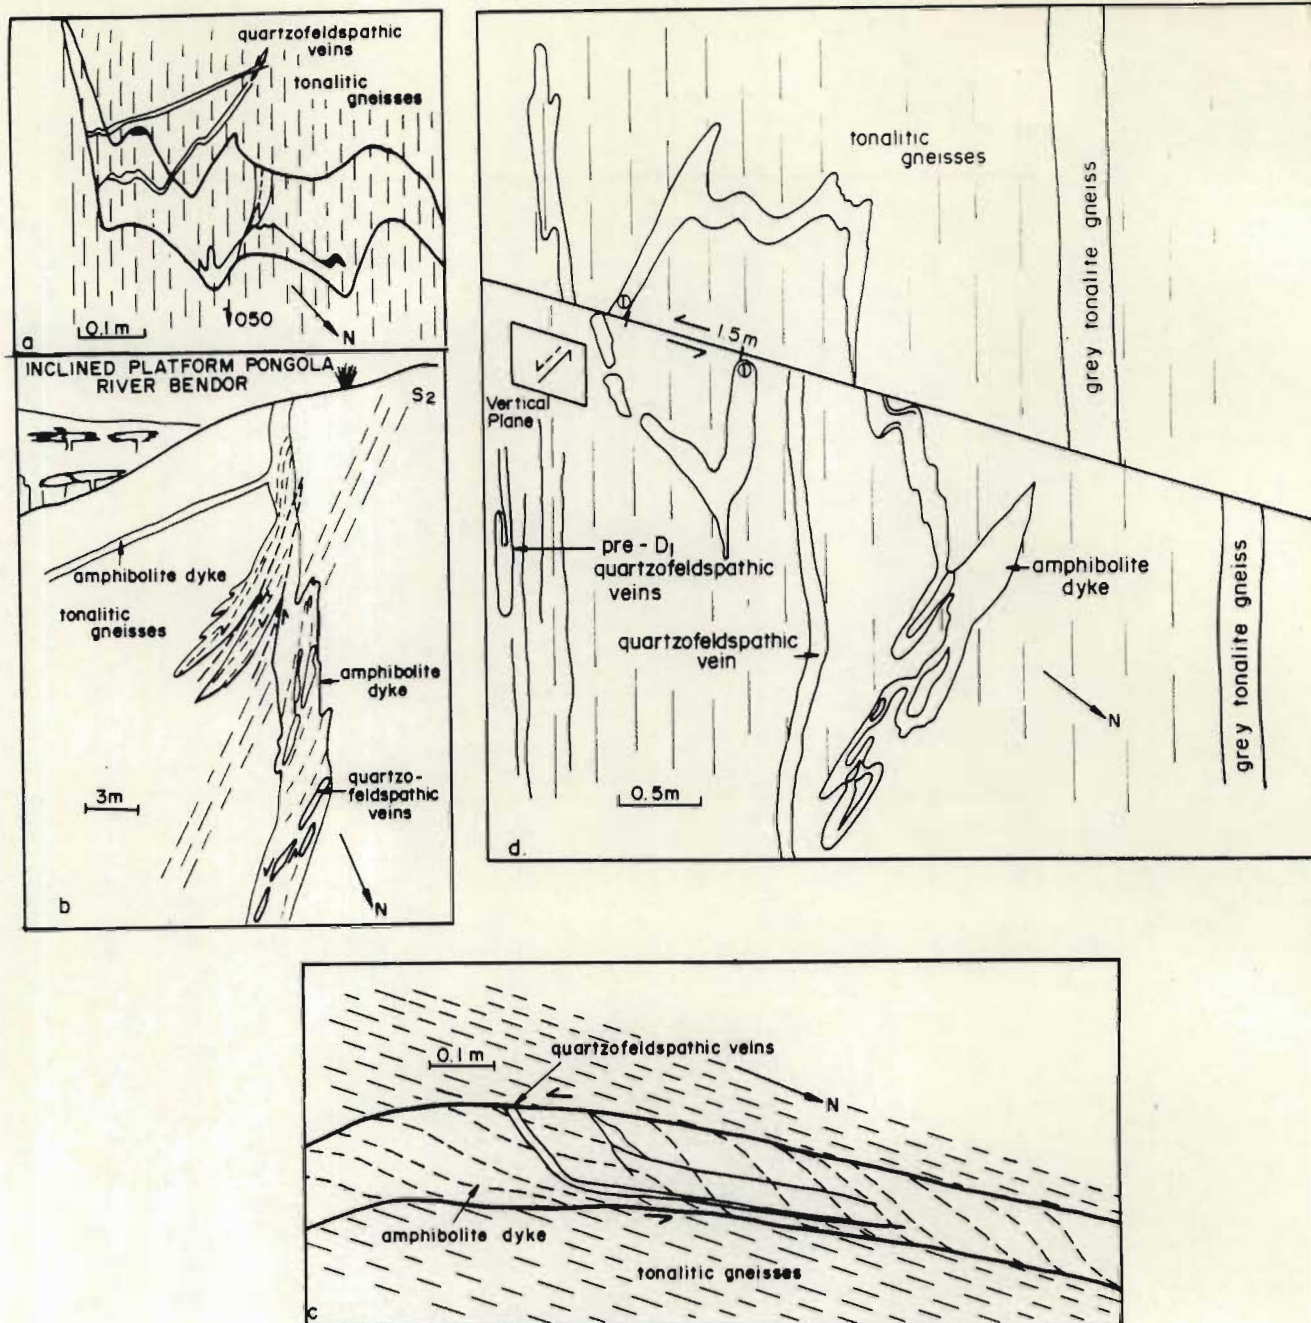 quartzofeldspathic
veins
tonalitic
gneisses
0.1m
050
N
a
INCLINED PLATFORM PONGOLA
RIVER BENDOR
S2
amphibolite dyke
tonalitic
gneisses
amphibolite
dyke
quartzo-
feldspathic
veins
3m
N
b
tonalitic
gneisses
grey tonalite gneiss
1.5m
Vertical
Plane
pre-D1
quartzofeldspathic
veins
amphibolite
dyke
quartzofeldspathic
vein
grey tonalite gneiss
N
0.5m
d.
0.1m
quartzofeldspathic veins
N
amphibolite dyke
tonalitic gneisses
c